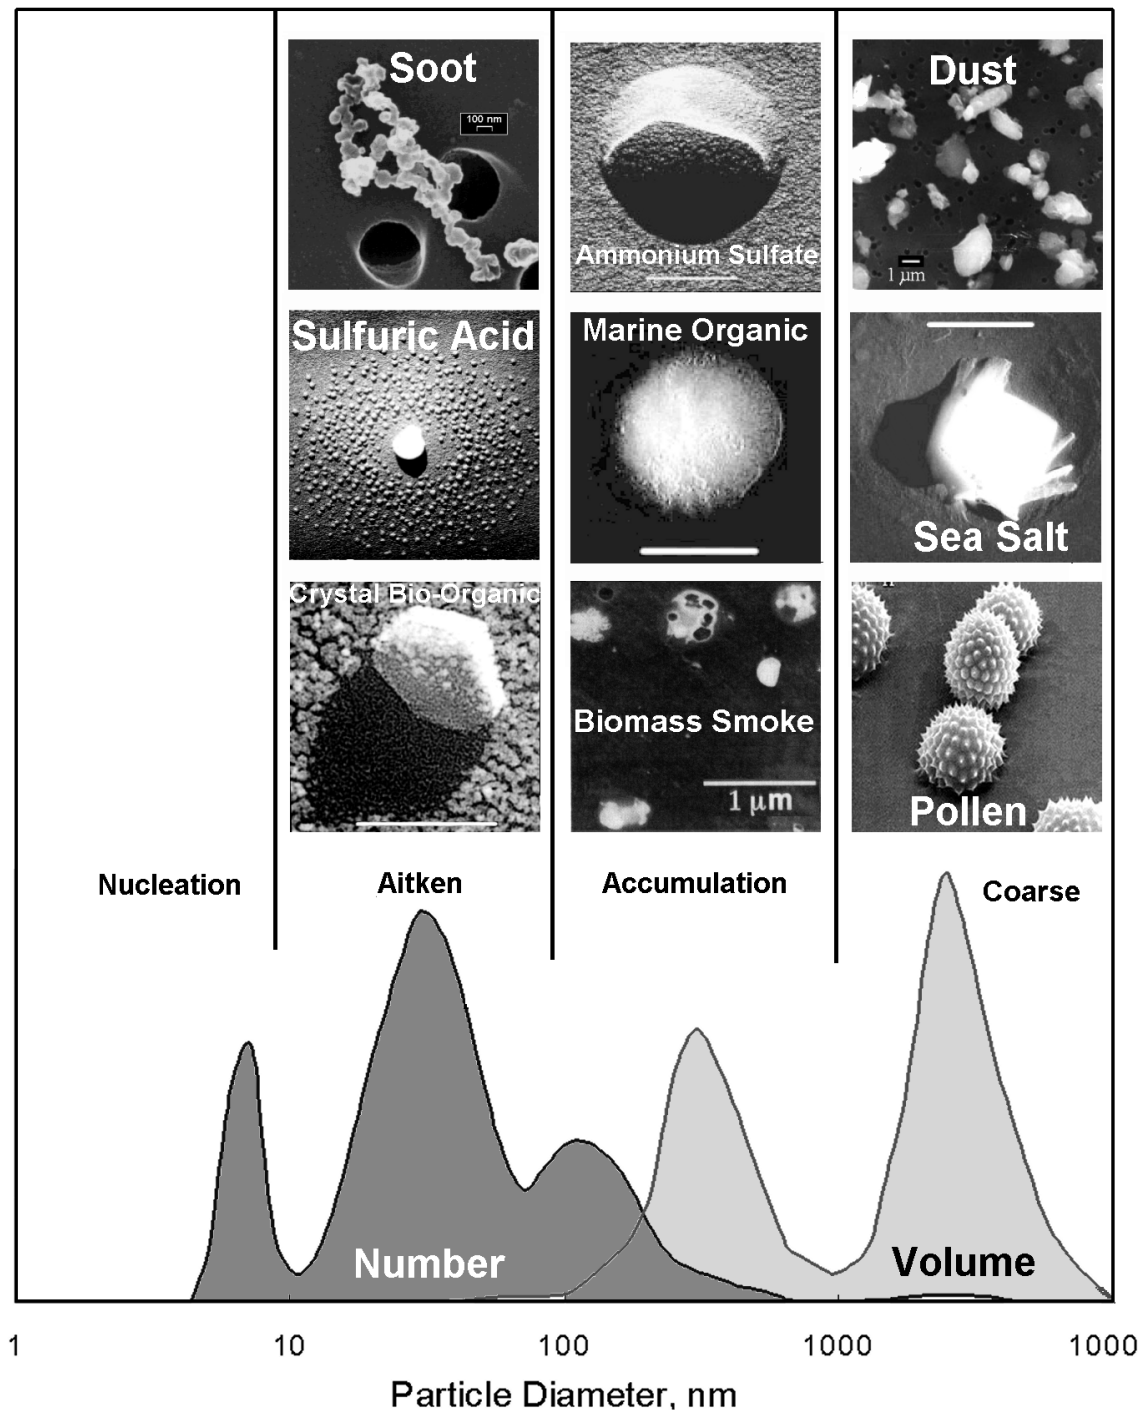 Soot
100 nm
Ammonium Sulfate
Dust
1 μm
Sulfuric Acid
Marine Organic
Sea Salt
Crystal Bio-Organic
Biomass Smoke
1 μm
Pollen
Nucleation
Aitken
Accumulation
Coarse
Number
Volume
1 10 100 1000 1000
Particle Diameter, nm